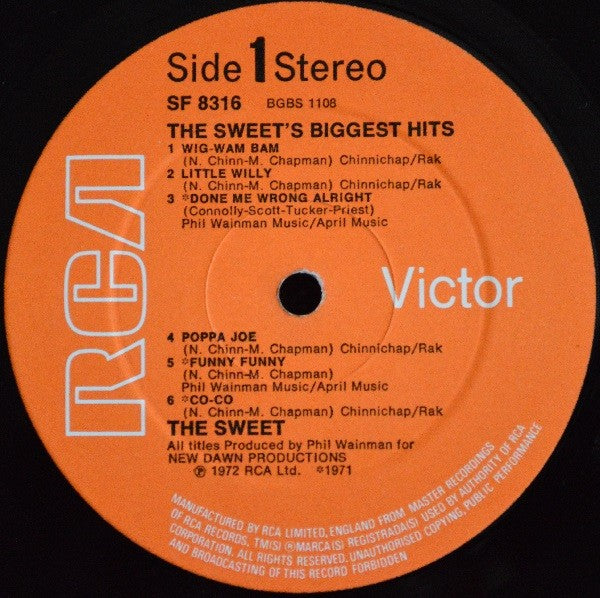 Side 1 Stereo
SF 8316 BGBS 1108
THE SWEET'S BIGGEST HITS
1 WIG-WAM BAM
(N. Chinn-M. Chapman) Chinnichap/Rak
2 LITTLE WILLY
(N. Chinn-M. Chapman) Chinnichap/Rak
3 *DONE ME WRONG ALRIGHT
(Connolly-Scott-Tucker-Priest)
Phil Wainman Music/April Music
RCA
Victor
4 POPPA JOE
(N. Chinn-M. Chapman) Chinnichap/Rak
5 *FUNNY FUNNY
(N. Chinn-M. Chapman)
Phil Wainman Music/April Music
6 *CO-CO
(N. Chinn-M. Chapman) Chinnichap/Rak
THE SWEET
All titles Produced by Phil Wainman for
NEW DAWN PRODUCTIONS
℗ 1972 RCA Ltd. *1971
MANUFACTURED BY RCA LIMITED, ENGLAND FROM MASTER RECORDINGS
OF RCA RECORDS. TM(S) ® MARCA(S) REGISTRADA(S) USED BY AUTHORITY OF RCA
CORPORATION. ALL RIGHTS RESERVED. UNAUTHORISED COPYING, PUBLIC PERFORMANCE
AND BROADCASTING OF THIS RECORD FORBIDDEN